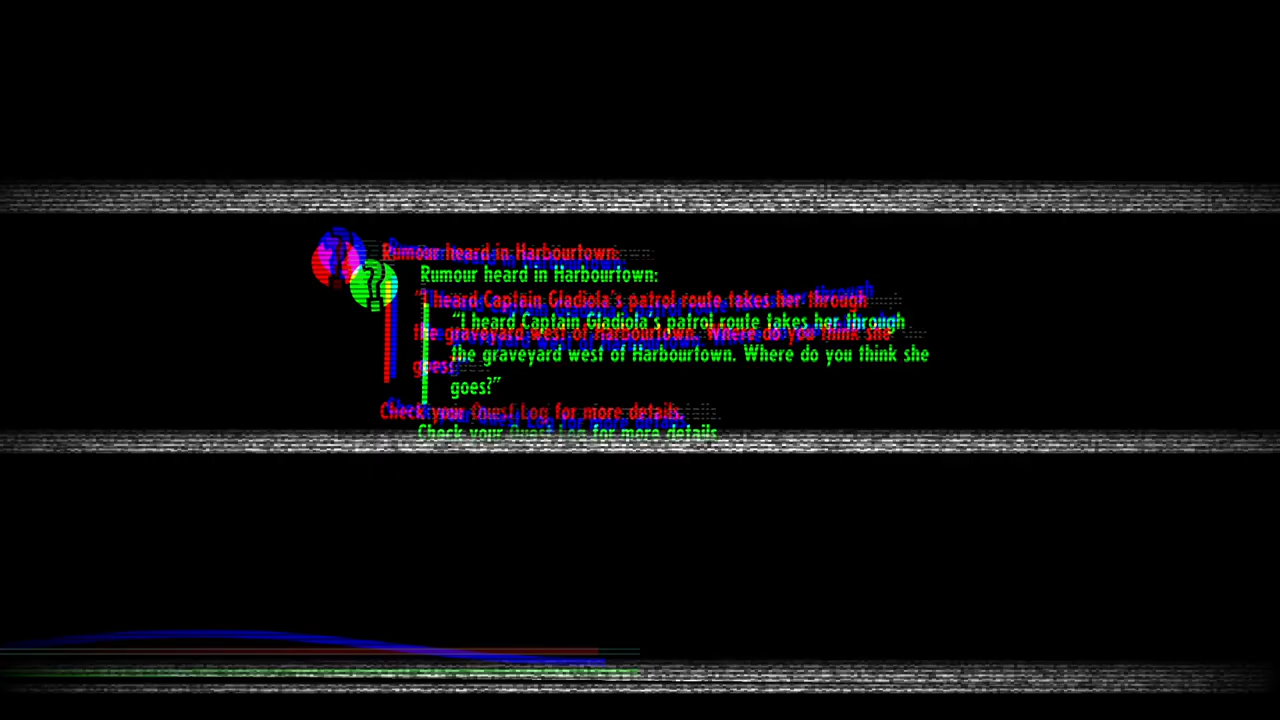 Rumour heard in Harbourtown:
“I heard Captain Gladiola's patrol route takes her through
the graveyard west of Harbourtown. Where do you think she
goes?”
Check your Quest Log for more details.